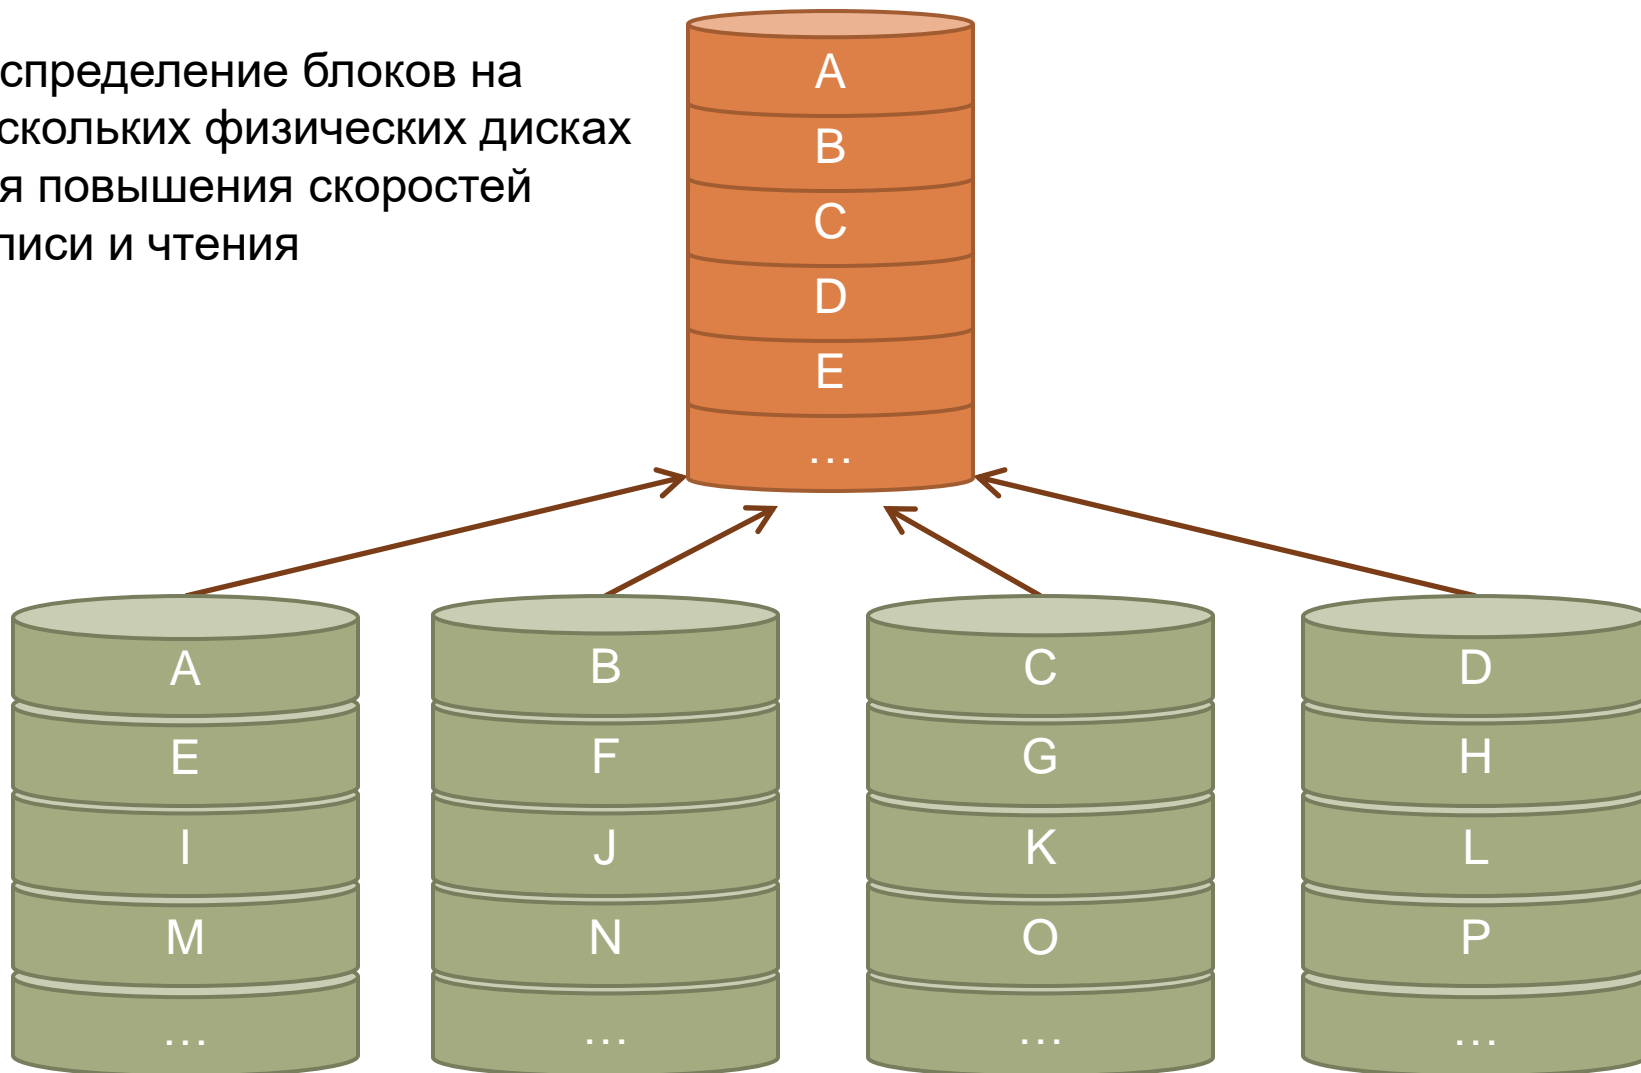 спределение блоков на
скольких физических дисках
я повышения скоростей
писи и чтения
A
B
C
D
E
...
A
B
C
D
E
F
G
H
I
J
K
L
M
N
O
P
...
...
...
...